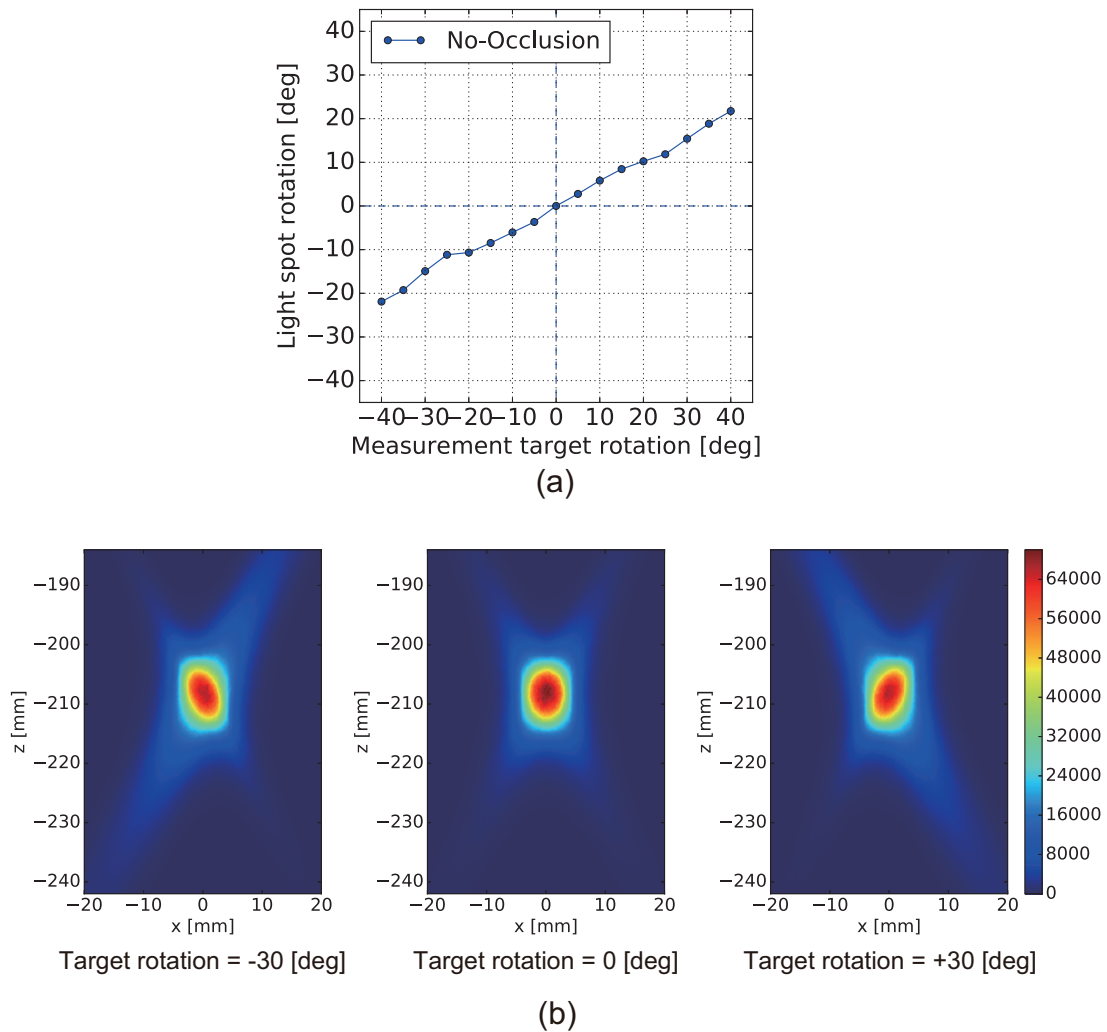 No-Occlusion
Light spot rotation [deg]
40
30
20
10
0
−10
−20
−30
−40
−40 −30 −20 −10 0 10 20 30 40
Measurement target rotation [deg]
(a)
z [mm]
−190
−200
−210
−220
−230
−240
−20 −10 0 10 20
x [mm]
Target rotation = -30 [deg]
z [mm]
−190
−200
−210
−220
−230
−240
−20 −10 0 10 20
x [mm]
Target rotation = 0 [deg]
z [mm]
−190
−200
−210
−220
−230
−240
−20 −10 0 10 20
x [mm]
Target rotation = +30 [deg]
64000
56000
48000
40000
32000
24000
16000
8000
0
(b)